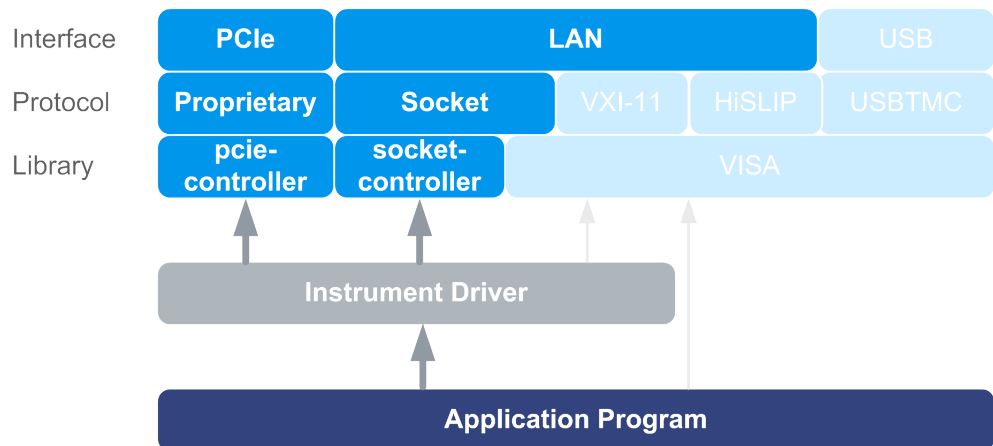 Interface PCIe LAN USB
Protocol Proprietary Socket VXI-11 HiSLIP USBTMC
Library pcie-
controller socket-
controller VISA
Instrument Driver
Application Program